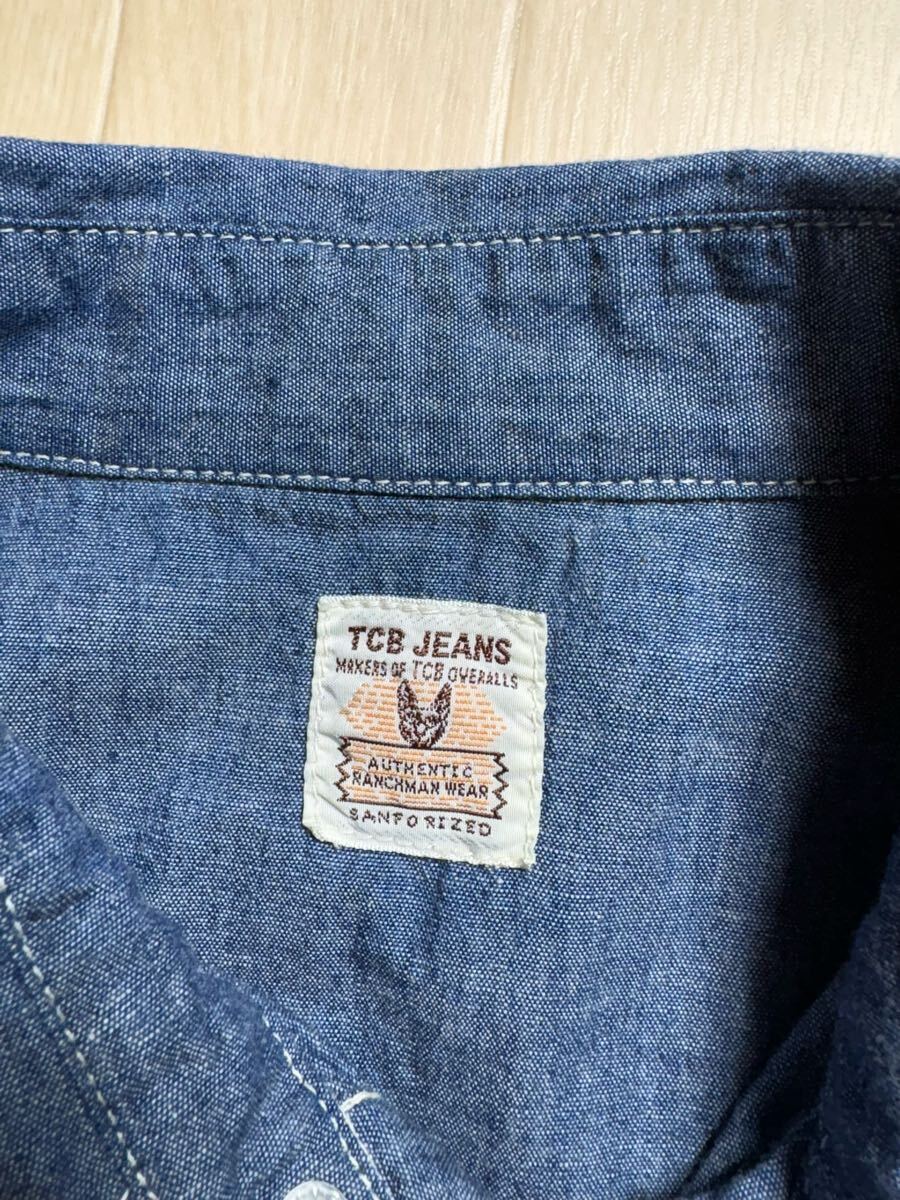 TCB JEANS
MAKERS OF TCB OVERALLS
AUTHENTIC
RANCHMAN WEAR
SANFORIZED